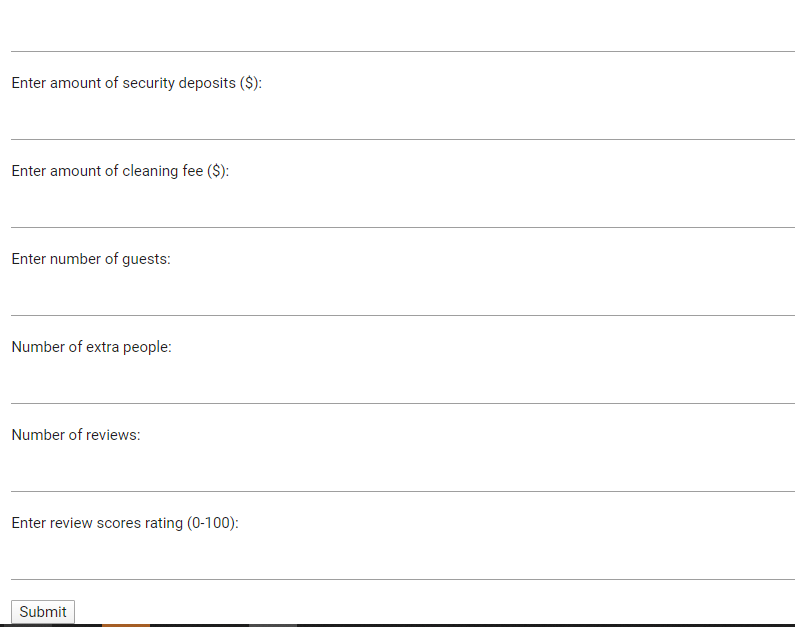 Enter amount of security deposits ($):
Enter amount of cleaning fee ($):
Enter number of guests:
Number of extra people:
Number of reviews:
Enter review scores rating (0-100):
Submit